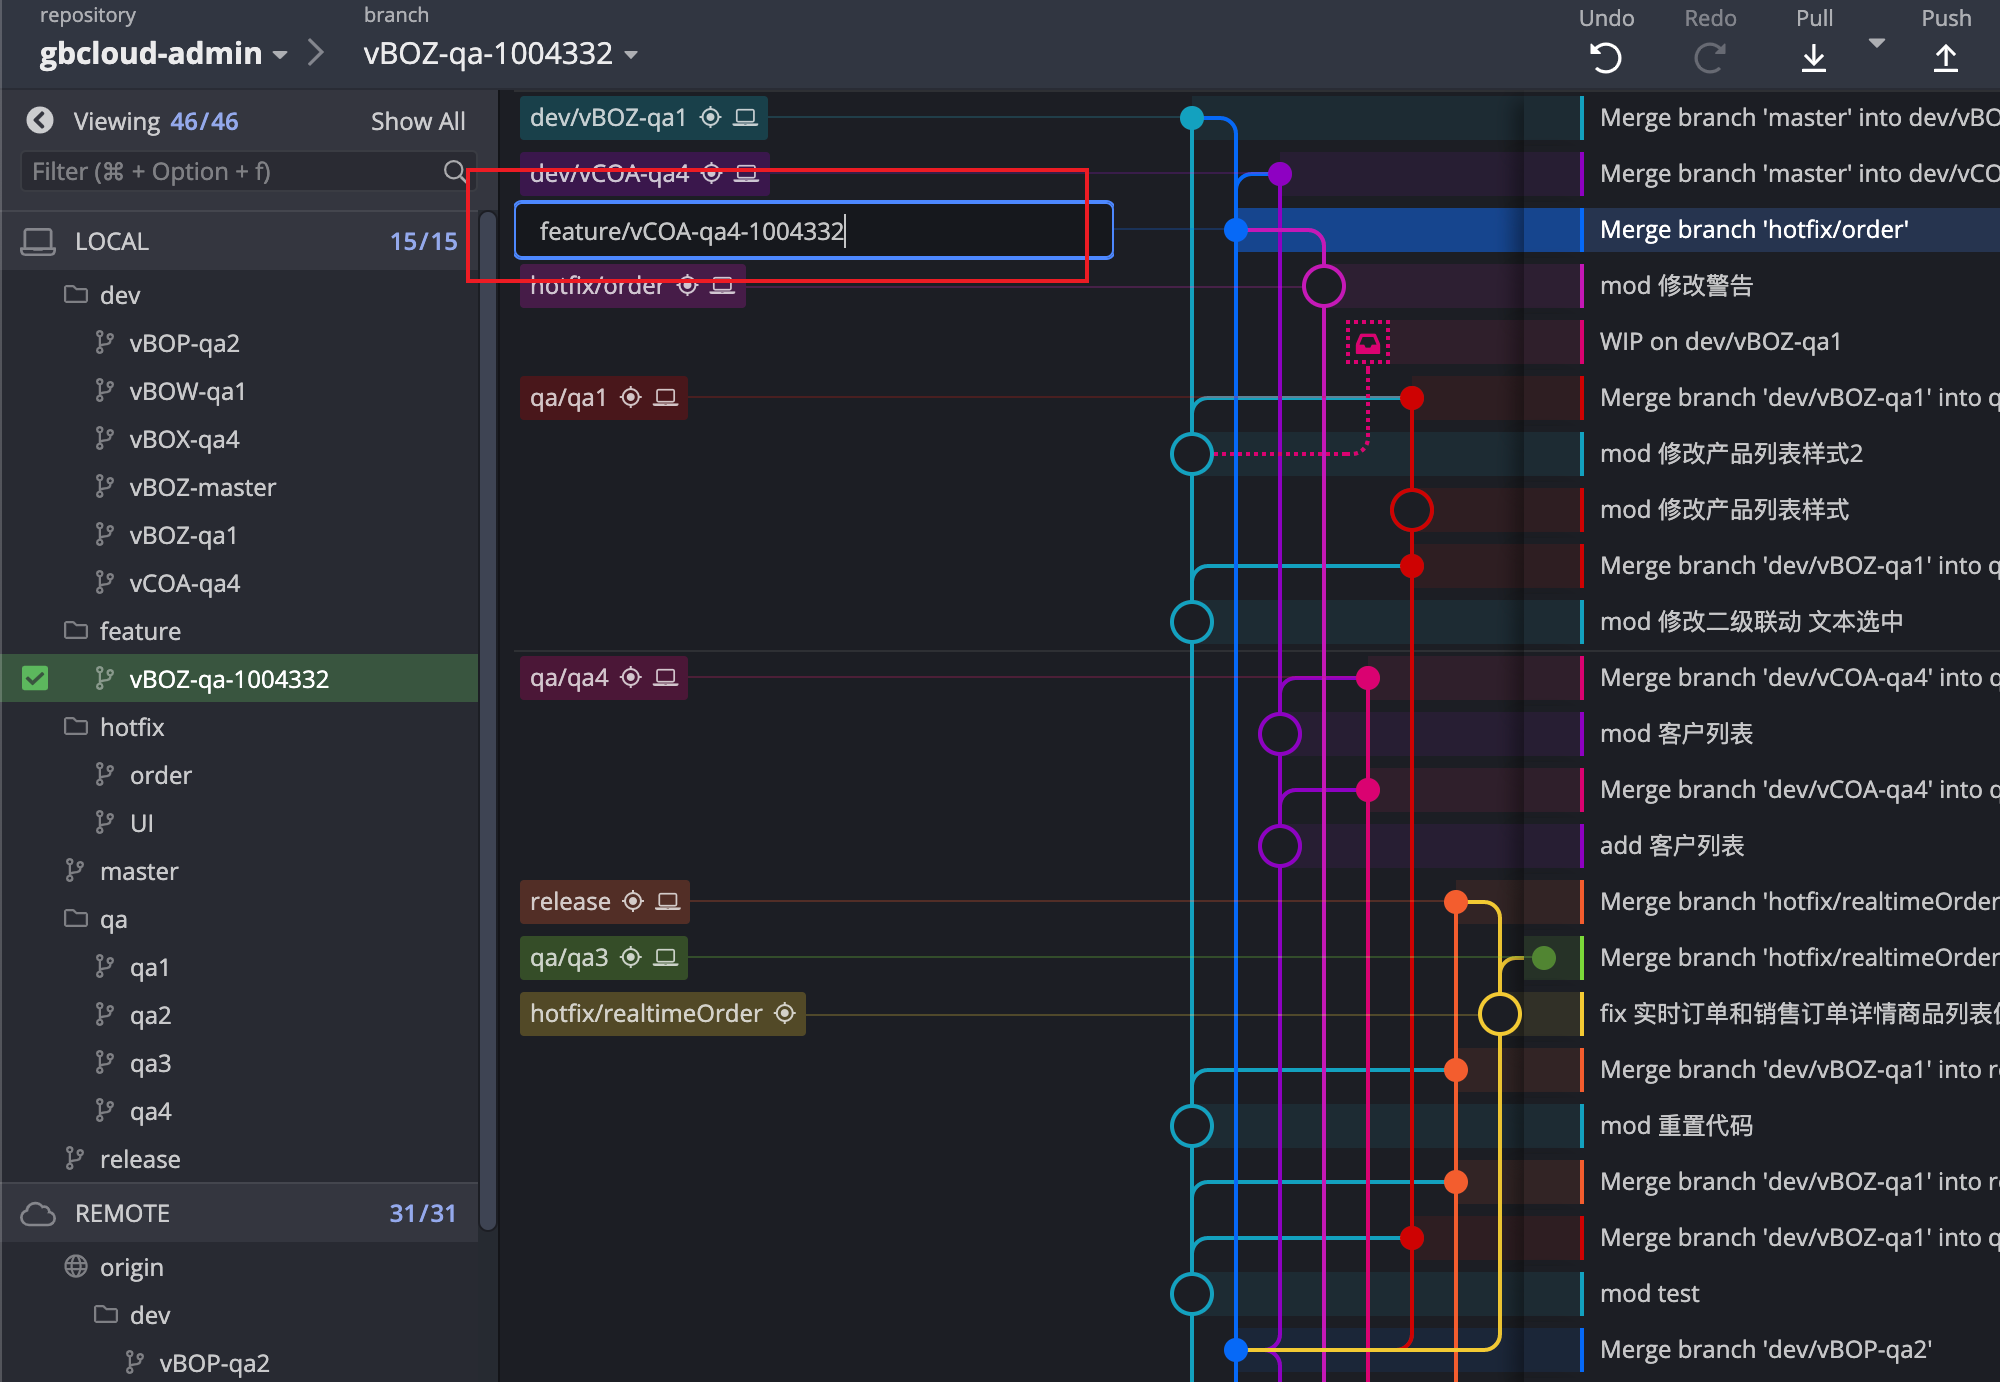 repository
gbcloud-admin
branch
vBOZ-qa-1004332
Undo
Redo
Pull
Push
Viewing 46/46
Show All
Filter (⌘ + Option + f)
LOCAL
15/15
dev
vBOP-qa2
vBOW-qa1
vBOX-qa4
vBOZ-master
vBOZ-qa1
vCOA-qa4
feature
vBOZ-qa-1004332
hotfix
order
UI
master
qa
qa1
qa2
qa3
qa4
release
REMOTE
31/31
origin
dev
vBOP-qa2
dev/vBOZ-qa1
Merge branch 'master' into dev/vBO
dev/vCOA-qa4
Merge branch 'master' into dev/vCO
feature/vCOA-qa4-1004332
Merge branch 'hotfix/order'
hotfix/order
mod 修改警告
WIP on dev/vBOZ-qa1
qa/qa1
Merge branch 'dev/vBOZ-qa1' into q
mod 修改产品列表样式2
mod 修改产品列表样式
Merge branch 'dev/vBOZ-qa1' into q
mod 修改二级联动 文本选中
qa/qa4
Merge branch 'dev/vCOA-qa4' into q
mod 客户列表
Merge branch 'dev/vCOA-qa4' into q
add 客户列表
release
Merge branch 'hotfix/realtimeOrder
qa/qa3
Merge branch 'hotfix/realtimeOrder
hotfix/realtimeOrder
fix 实时订单和销售订单详情商品列表
Merge branch 'dev/vBOZ-qa1' into r
mod 重置代码
Merge branch 'dev/vBOZ-qa1' into r
Merge branch 'dev/vBOZ-qa1' into q
mod test
Merge branch 'dev/vBOP-qa2'